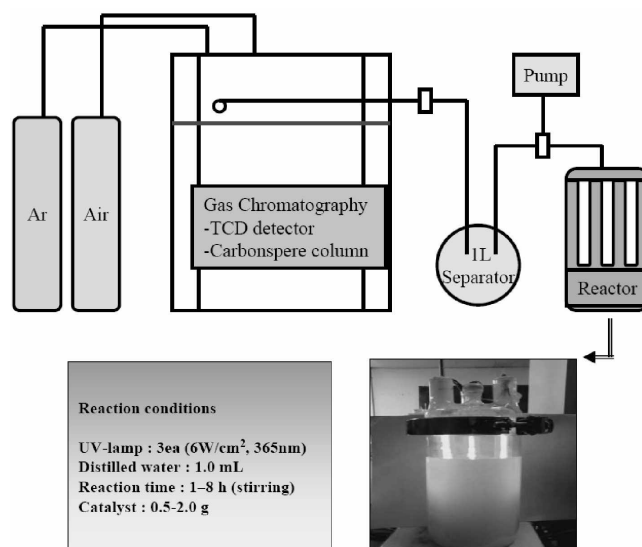 Pump
Ar
Air
Gas Chromatography
-TCD detector
-Carbonspere column
1L
Separator
Reactor
Reaction conditions
UV-lamp : 3ea (6W/cm², 365nm)
Distilled water : 1.0 mL
Reaction time : 1–8 h (stirring)
Catalyst : 0.5-2.0 g